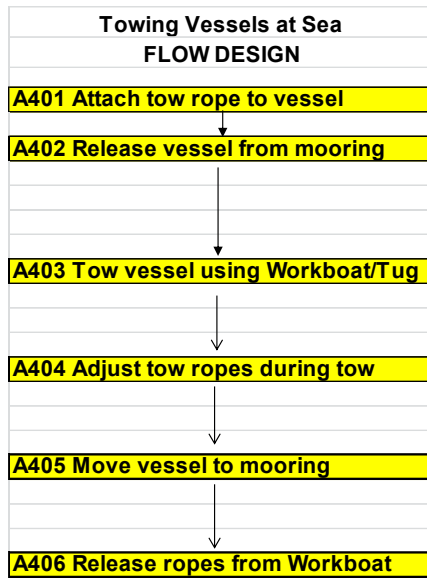 Towing Vessels at Sea
FLOW DESIGN
A401 Attach tow rope to vessel
A402 Release vessel from mooring
A403 Tow vessel using Workboat/Tug
A404 Adjust tow ropes during tow
A405 Move vessel to mooring
A406 Release ropes from Workboat